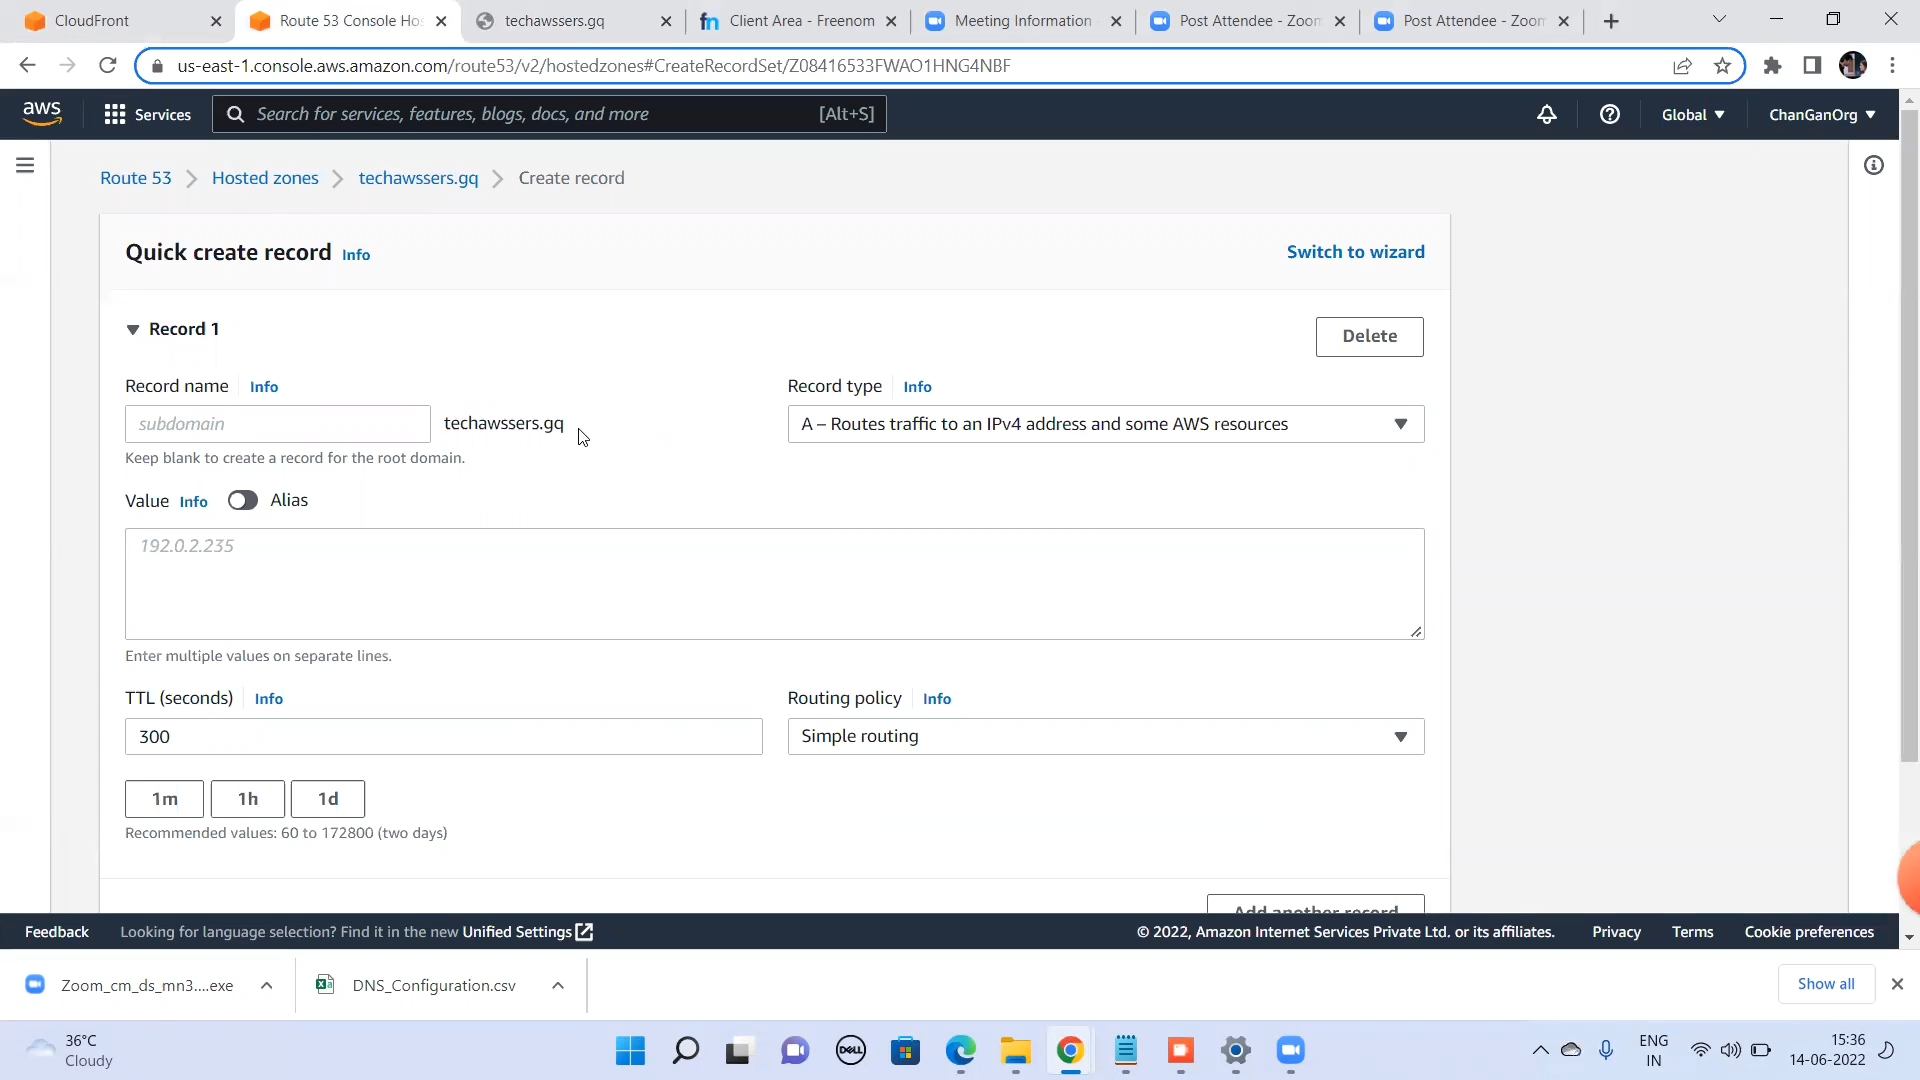 CloudFront
Route 53 Console Hos
techawssers.gq
Client Area - Freenom
Meeting Information
Post Attendee - Zoom
Post Attendee - Zoom
us-east-1.console.aws.amazon.com/route53/v2/hostedzones#CreateRecordSet/Z08416533FWAO1HNG4NBF
aws
Services
Search for services, features, blogs, docs, and more
[Alt+S]
Global
ChanGanOrg
Route 53
Hosted zones
techawssers.gq
Create record
Quick create record
Info
Switch to wizard
Record 1
Delete
Record name
Info
Record type
Info
subdomain
techawssers.gq
A – Routes traffic to an IPv4 address and some AWS resources
Keep blank to create a record for the root domain.
Value
Info
Alias
192.0.2.235
Enter multiple values on separate lines.
TTL (seconds)
Info
Routing policy
Info
300
Simple routing
1m
1h
1d
Recommended values: 60 to 172800 (two days)
Add another record
Feedback
Looking for language selection? Find it in the new Unified Settings
© 2022, Amazon Internet Services Private Ltd. or its affiliates.
Privacy
Terms
Cookie preferences
Zoom_cm_ds_mn3....exe
DNS_Configuration.csv
Show all
36°C
Cloudy
DELL
ENG
IN
15:36
14-06-2022